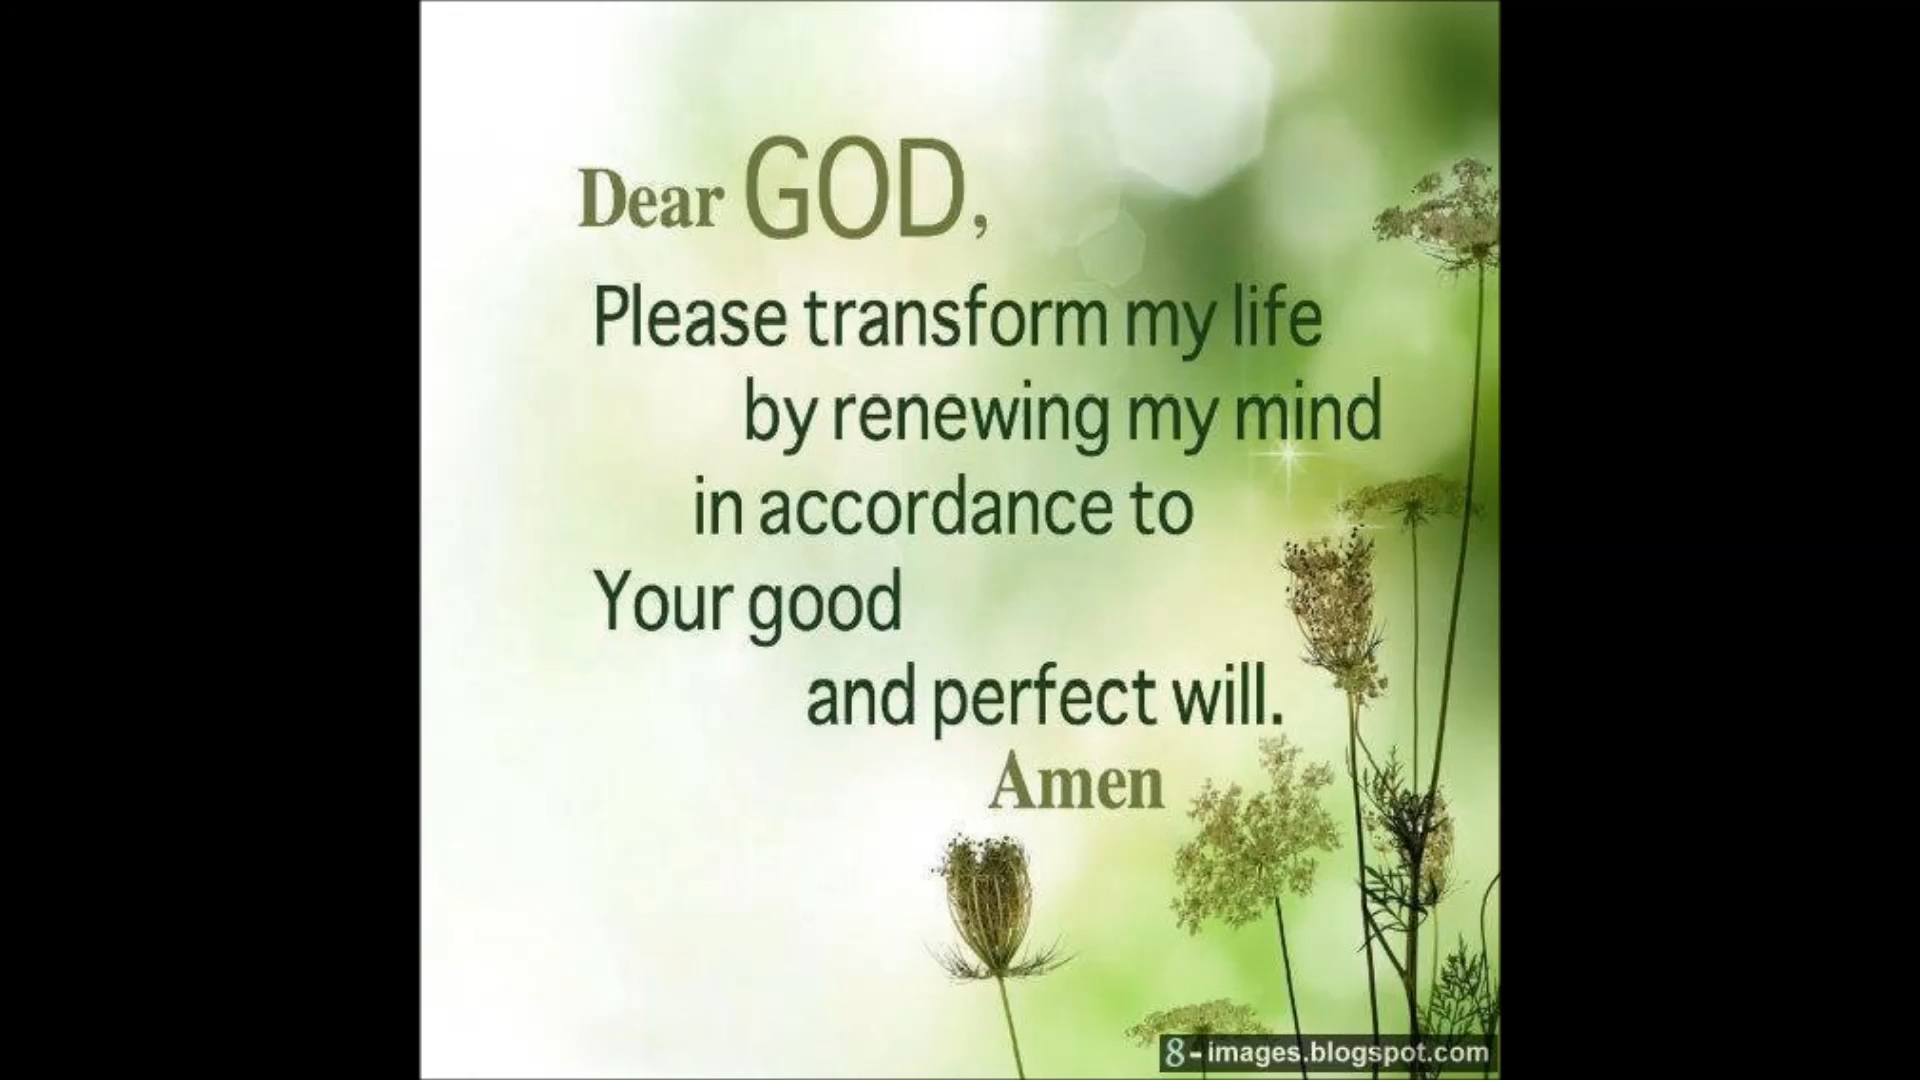 Dear GOD,
Please transform my life
by renewing my mind
in accordance to
Your good
and perfect will.
Amen
8-images.blogspot.com